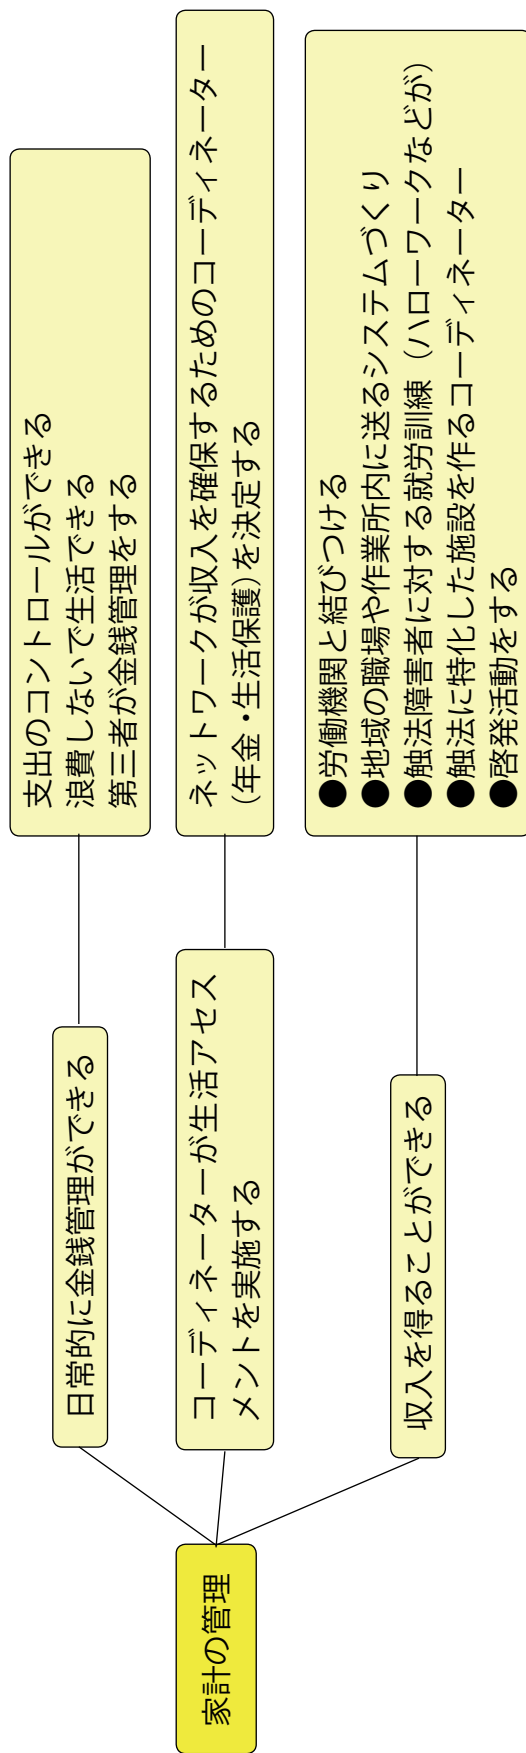 家計の管理
日常的に金銭管理ができる
支出のコントロールができる
浪費しないで生活できる
第三者が金銭管理をする
コーディネーターが生活アセス
メントを実施する
ネットワークが収入を確保するためのコーディネーター
（年金・生活保護）を決定する
収入を得ることができる
●労働機関と結びつける
●地域の職場や作業所内に送るシステムづくり
●触法障害者に対する就労訓練（ハローワークなどが）
●触法に特化した施設を作るコーディネーター
●啓発活動をする